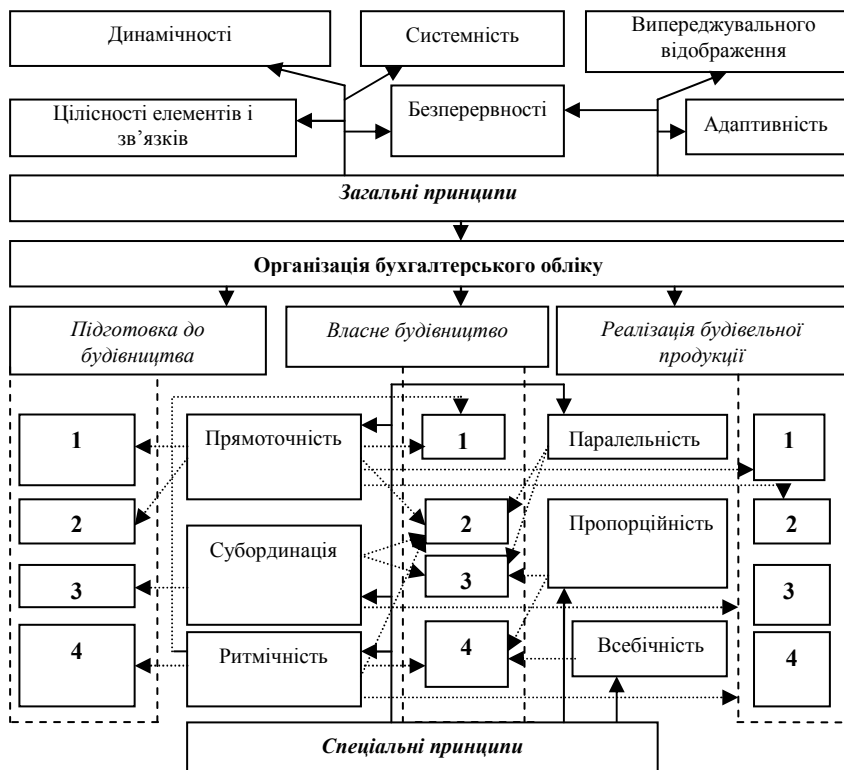 Динамічності
Системність
Випереджувального
відображення
Цілісності елементів і
зв’язків
Безперервності
Адаптивність
Загальні принципи
Організація бухгалтерського обліку
Підготовка до
будівництва
Власне будівництво
Реалізація будівельної
продукції
1
Прямоточність
1
Паралельність
1
2
2
Пропорційність
2
Субординація
3
3
3
4
Ритмічність
4
Всебічність
4
Спеціальні принципи